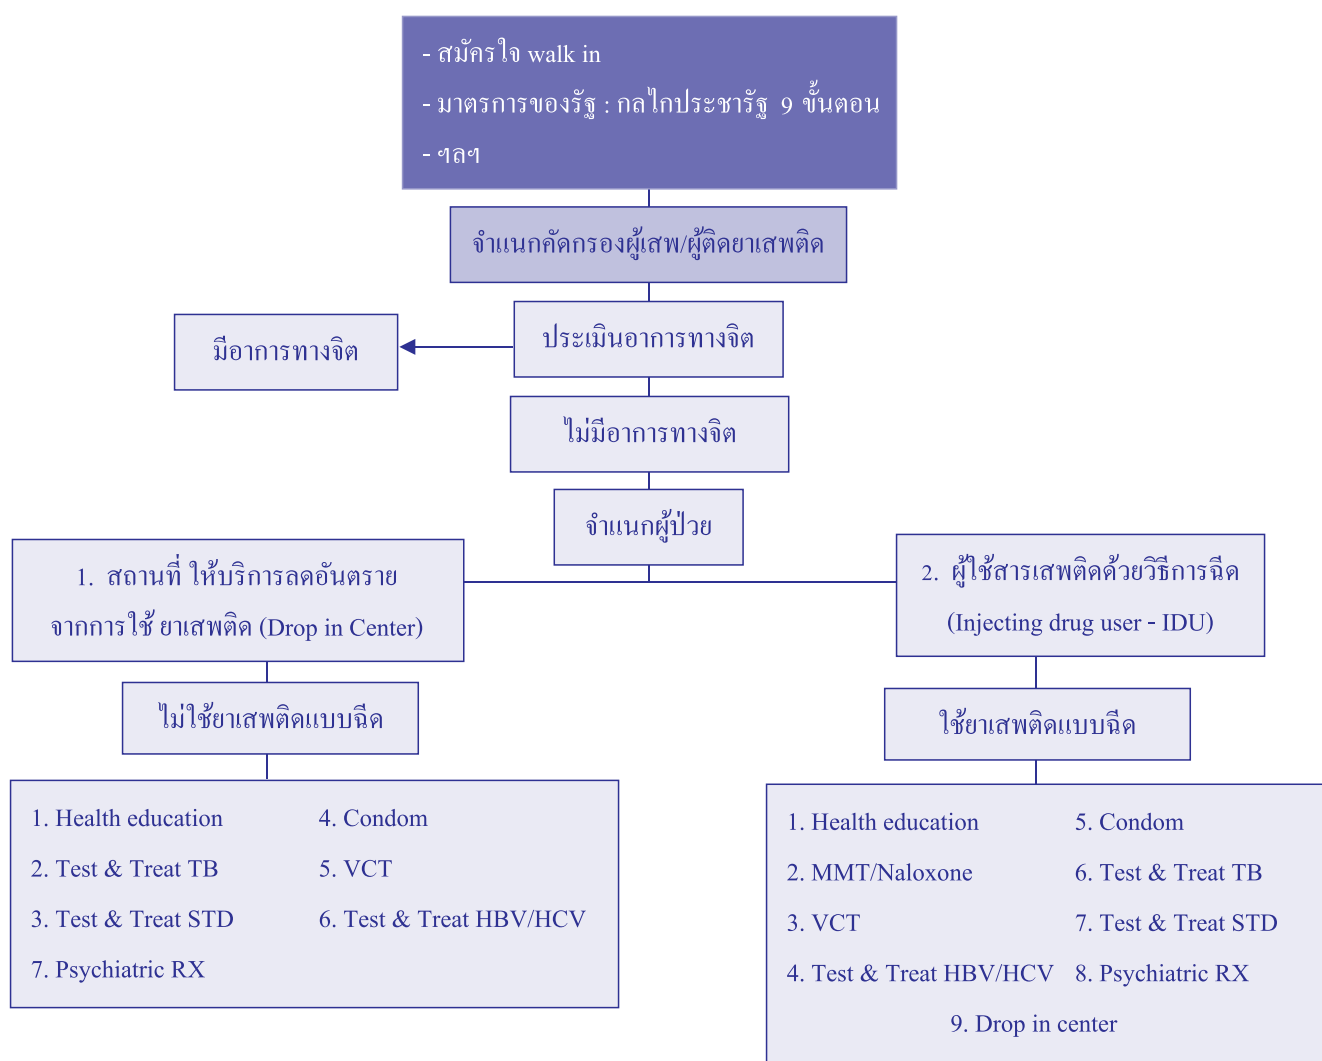 - สมัครใจ walk in
- มาตรการของรัฐ : กลไกประชารัฐ 9 ขั้นตอน
- ฯลฯ
จำแนกคัดกรองผู้เสพ/ผู้ติดยาเสพติด
ประเมินอาการทางจิต
มีอาการทางจิต
ไม่มีอาการทางจิต
จำแนกผู้ป่วย
1. สถานที่ ให้บริการลดอันตราย
จากการใช้ ยาเสพติด (Drop in Center)
2. ผู้ใช้สารเสพติดด้วยวิธีการฉีด
(Injecting drug user - IDU)
ไม่ใช้ยาเสพติดแบบฉีด
ใช้ยาเสพติดแบบฉีด
1. Health education
2. Test & Treat TB
3. Test & Treat STD
4. Condom
5. VCT
6. Test & Treat HBV/HCV
7. Psychiatric RX
1. Health education
2. MMT/Naloxone
3. VCT
4. Test & Treat HBV/HCV
5. Condom
6. Test & Treat TB
7. Test & Treat STD
8. Psychiatric RX
9. Drop in center